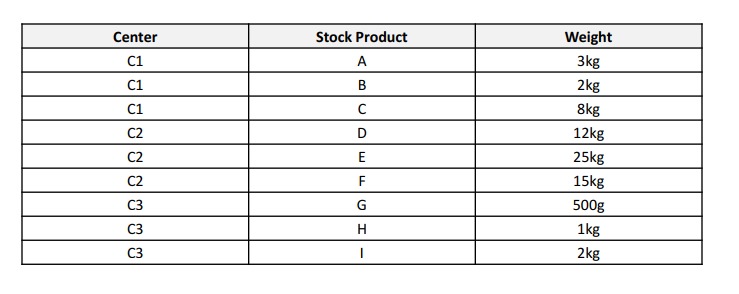 Center Stock Product Weight
C1 A 3kg
C1 B 2kg
C1 C 8kg
C2 D 12kg
C2 E 25kg
C2 F 15kg
C3 G 500g
C3 H 1kg
C3 I 2kg